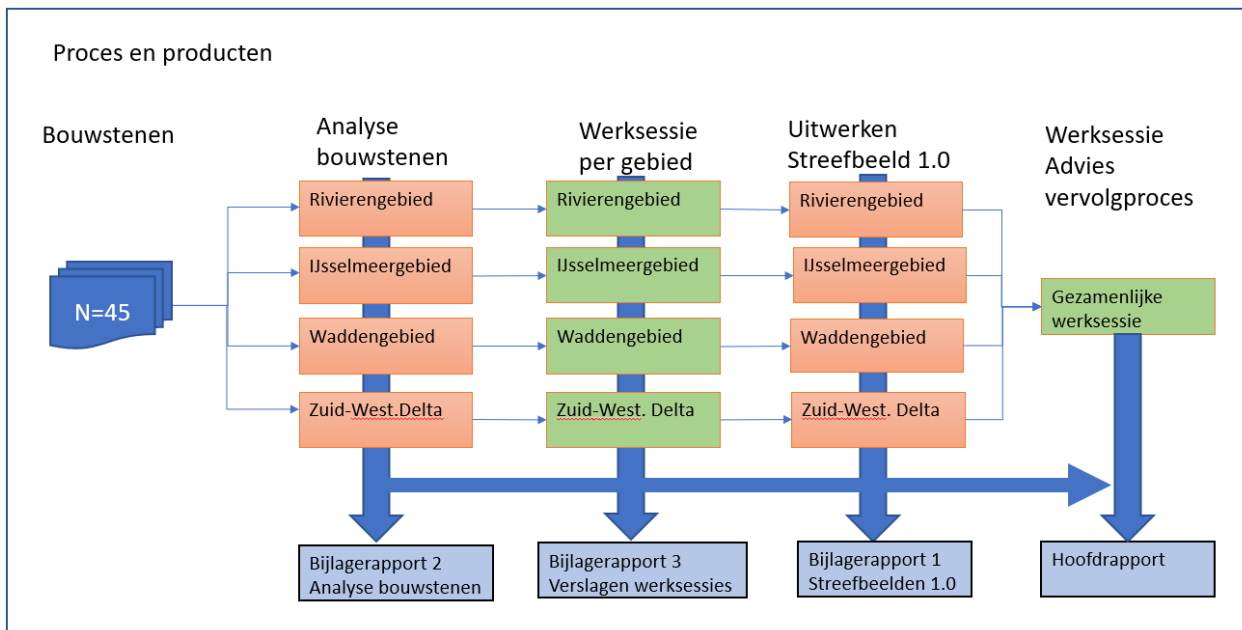 Proces en producten
Bouwstenen
Analyse
bouwstenen
Werksessie
per gebied
Uitwerken
Streefbeeld 1.0
Werksessie
Advies
vervolgproces
Rivierengebied
Rivierengebied
Rivierengebied
IJsselmeergebied
IJsselmeergebied
IJsselmeergebied
N=45
Gezamenlijke
werksessie
Waddengebied
Waddengebied
Waddengebied
Zuid-West.Delta
Zuid-West. Delta
Zuid-West. Delta
Bijlagerapport 2
Analyse bouwstenen
Bijlagerapport 3
Verslagen werksessies
Bijlagerapport 1
Streefbeelden 1.0
Hoofdrapport